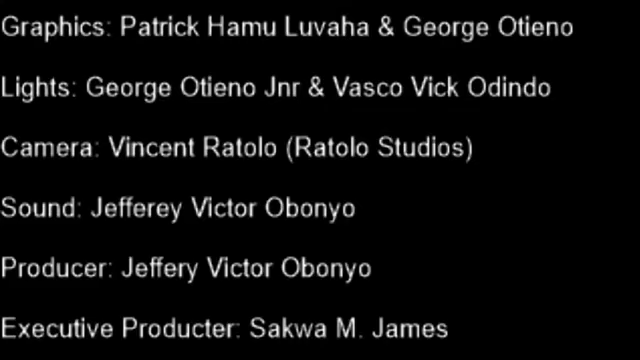 Graphics: Patrick Hamu Luvaha & George Otieno
Lights: George Otieno Jnr & Vasco Vick Odindo
Camera: Vincent Ratolo (Ratolo Studios)
Sound: Jefferey Victor Obonyo
Producer: Jeffery Victor Obonyo
Executive Producter: Sakwa M. James